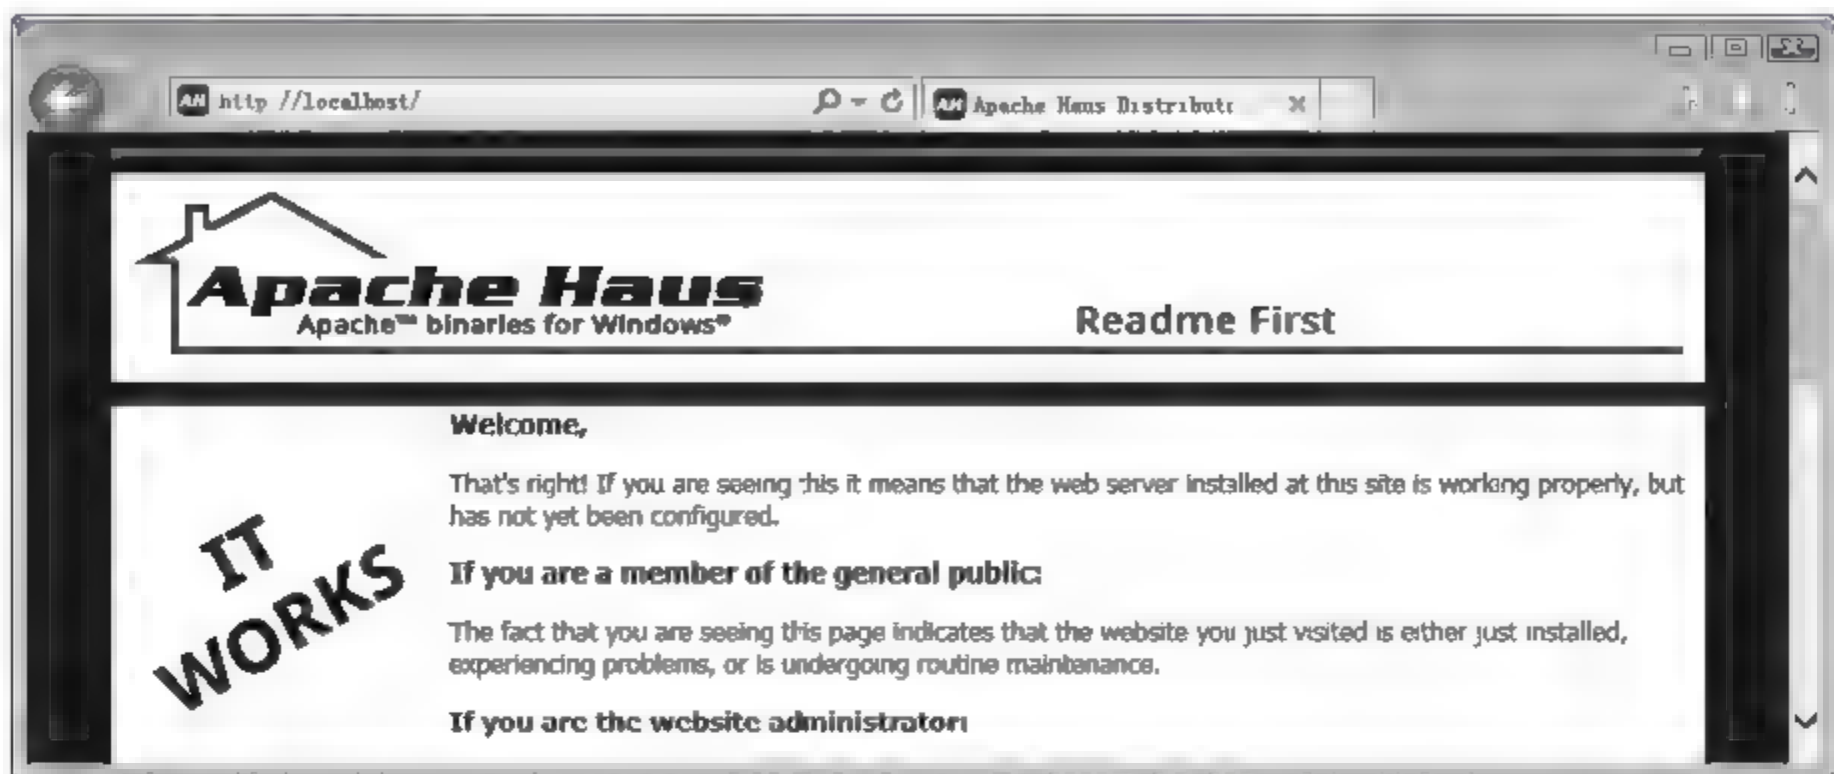 http //localhost/
Apache Haus Distributi
Apache Haus
Apache™ binaries for Windows®
Readme First
IT
WORKS
Welcome,
That's right! If you are seeing this it means that the web server installed at this site is working properly, but
has not yet been configured.
If you are a member of the general public:
The fact that you are seeing this page indicates that the website you just visited is either just installed,
experiencing problems, or is undergoing routine maintenance.
If you are the website administrator: